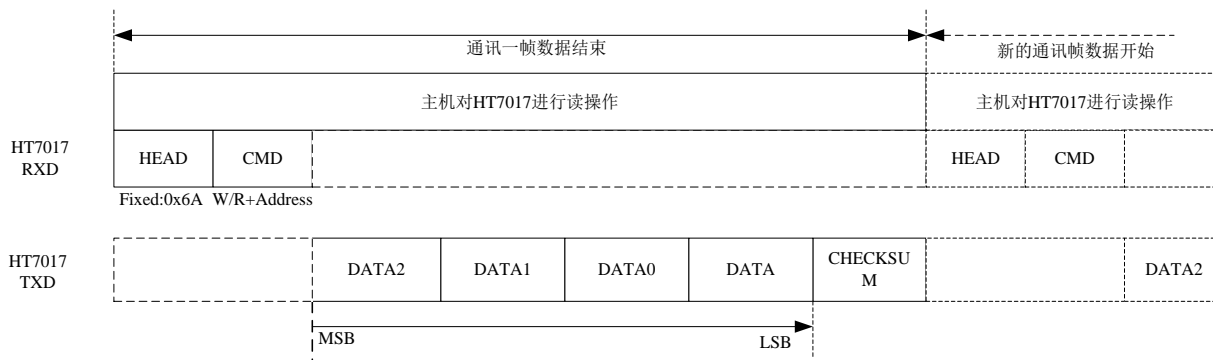 通讯一帧数据结束
新的通讯帧数据开始
主机对HT7017进行读操作
主机对HT7017进行读操作
HT7017
RXD
HEAD
CMD
HEAD
CMD
Fixed:0x6A
W/R+Address
HT7017
TXD
DATA2
DATA1
DATA0
DATA
CHECKSU
M
DATA2
MSB
LSB